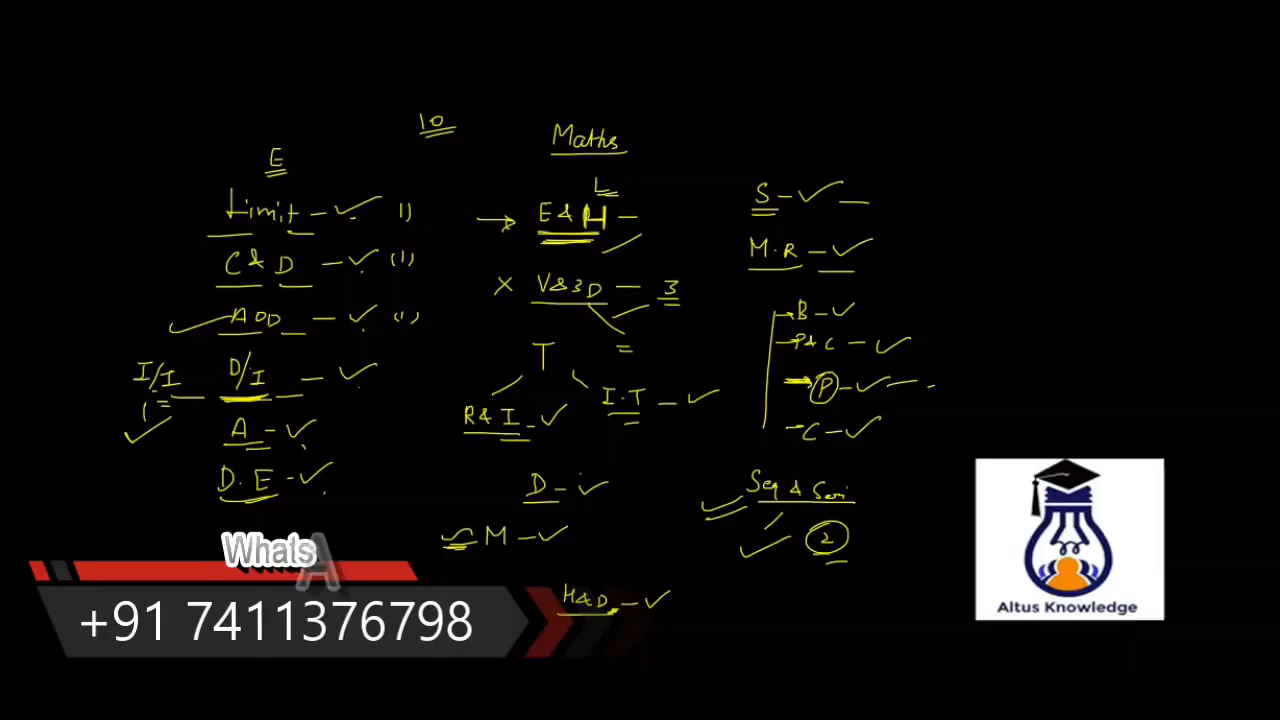 10
Maths
E
Limit - ✓ 1)
C & D - ✓ (1)
AOD - ✓ (1)
I/I D/I - ✓
A - ✓
D.E - ✓
L
→ E & H -
× V & 3D - 3
T
R & I - ✓ I.T - ✓
D - ✓
M - ✓
H & D - ✓
S - ✓
M.R - ✓
B - ✓
P & C - ✓
P - ✓
C - ✓
Seq & Seri
✓ 2
Whats A
+91 7411376798
Altus Knowledge